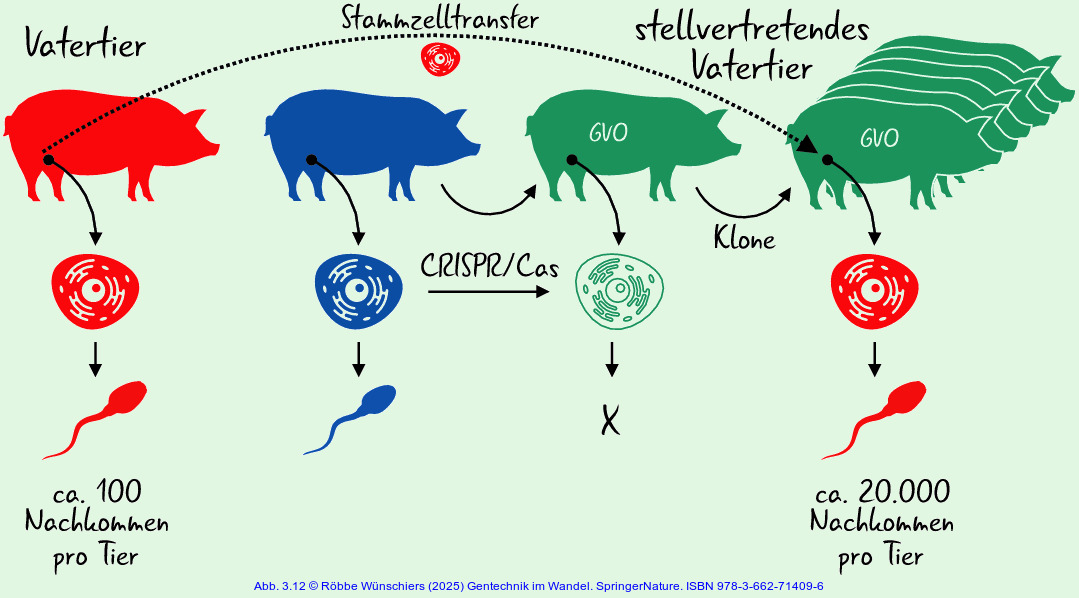 Vatertier
Stammzelltransfer
stellvertretendes
Vatertier
GVO
GVO
Klone
CRISPR/Cas
X
ca. 100
Nachkommen
pro Tier
ca. 20.000
Nachkommen
pro Tier
Abb. 3.12 © Röbbe Wünschiers (2025) Gentechnik im Wandel. SpringerNature. ISBN 978-3-662-71409-6